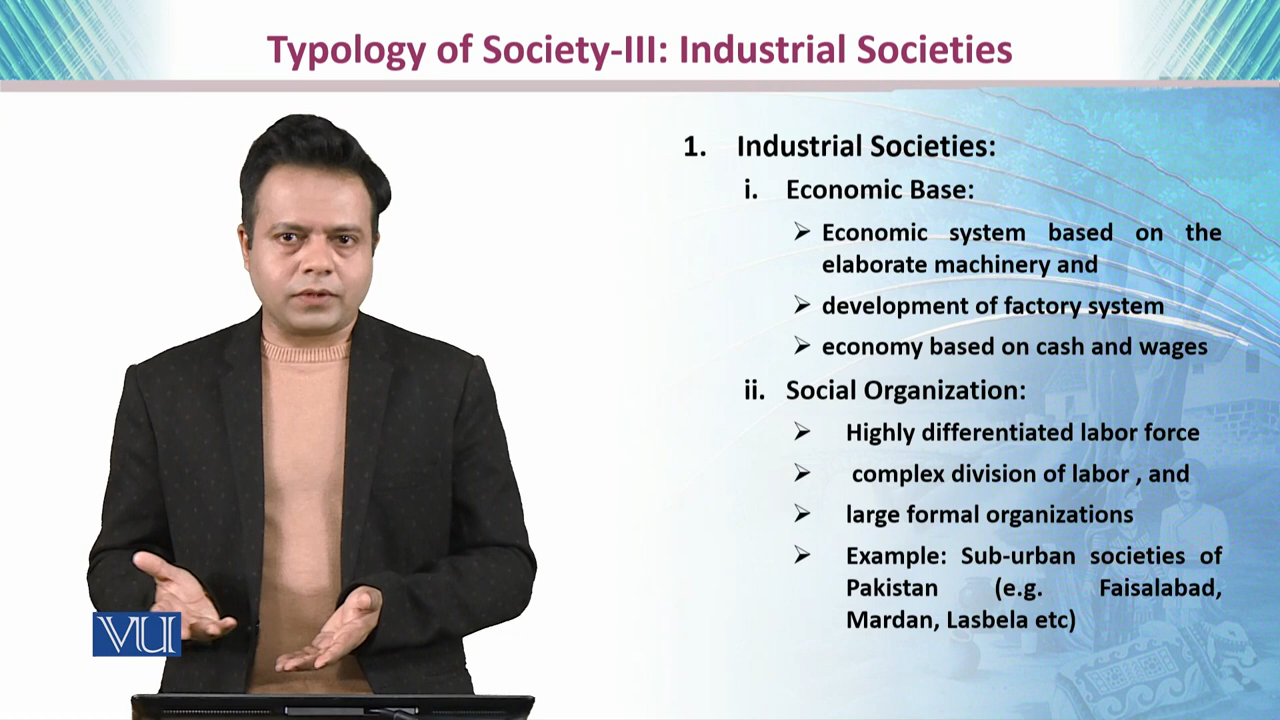 Typology of Society-III: Industrial Societies
1. Industrial Societies:
i. Economic Base:
➢ Economic system based on the
elaborate machinery and
➢ development of factory system
➢ economy based on cash and wages
ii. Social Organization:
➢ Highly differentiated labor force
➢ complex division of labor , and
➢ large formal organizations
➢ Example: Sub-urban societies of
Pakistan (e.g. Faisalabad,
Mardan, Lasbela etc)
VU